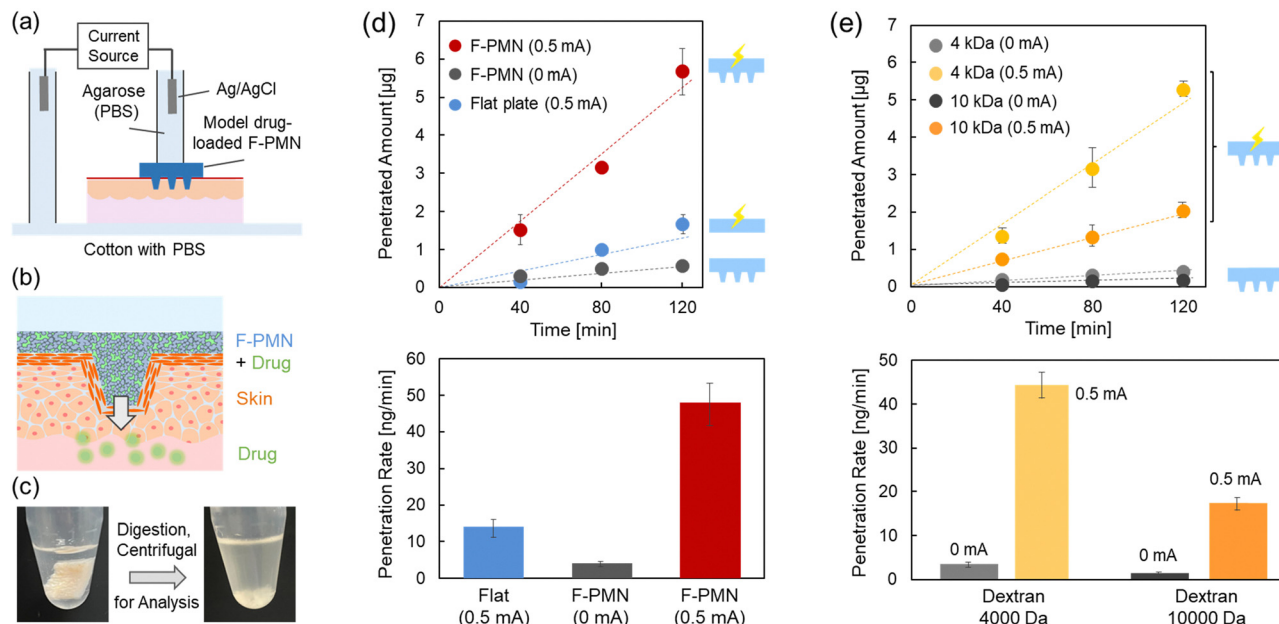 (a)
Current
Source
Agarose
(PBS)
Ag/AgCl
Model drug-
loaded F-PMN
Cotton with PBS
(b)
F-PMN
+ Drug
Skin
Drug
(c)
Digestion,
Centrifugal
for Analysis
(d)
Penetrated Amount [µg]
7
6
5
4
3
2
1
0
F-PMN (0.5 mA)
F-PMN (0 mA)
Flat plate (0.5 mA)
0
40
80
120
Time [min]
Penetration Rate [ng/min]
60
50
40
30
20
10
0
Flat
(0.5 mA)
F-PMN
(0 mA)
F-PMN
(0.5 mA)
(e)
Penetrated Amount [µg]
7
6
5
4
3
2
1
0
4 kDa (0 mA)
4 kDa (0.5 mA)
10 kDa (0 mA)
10 kDa (0.5 mA)
0
40
80
120
Time [min]
Penetration Rate [ng/min]
50
40
30
20
10
0
0 mA
0.5 mA
0 mA
0.5 mA
Dextran
4000 Da
Dextran
10000 Da